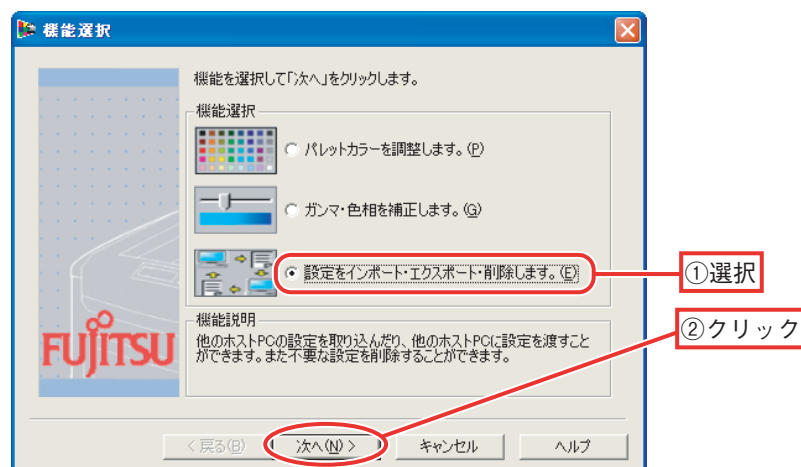 機能選択
機能を選択して「次へ」をクリックします。
機能選択
パレットカラーを調整します。(P)
ガンマ・色相を補正します。(G)
設定をインポート・エクスポート・削除します。(E)
①選択
機能説明
他のホストPCの設定を取り込んだり、他のホストPCに設定を渡すこと
ができます。また不要な設定を削除することができます。
②クリック
FUJITSU
< 戻る(B)
次へ(N) >
キャンセル
ヘルプ